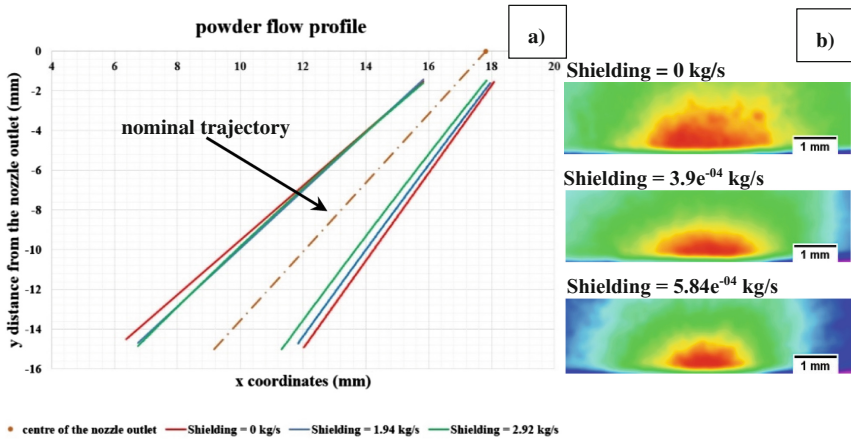 powder flow profile
a)
b)
4 6 8 10 12 14 16 18 20
0
-2
-4
-6
-8
-10
-12
-14
-16
y distance from the nozzle outlet (mm)
nominal trajectory
x coordinates (mm)
Shielding = 0 kg/s
1 mm
Shielding = 3.9e-04 kg/s
1 mm
Shielding = 5.84e-04 kg/s
1 mm
centre of the nozzle outlet Shielding = 0 kg/s Shielding = 1.94 kg/s Shielding = 2.92 kg/s